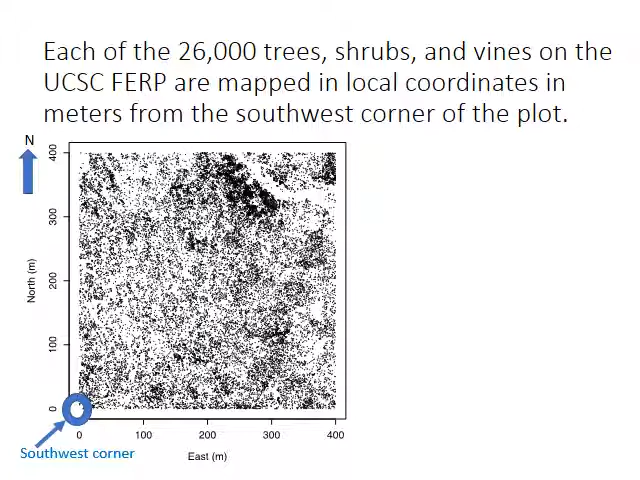 Each of the 26,000 trees, shrubs, and vines on the
UCSC FERP are mapped in local coordinates in
meters from the southwest corner of the plot.
N
400
300
200
100
0
North (m)
0 100 200 300 400
East (m)
Southwest corner